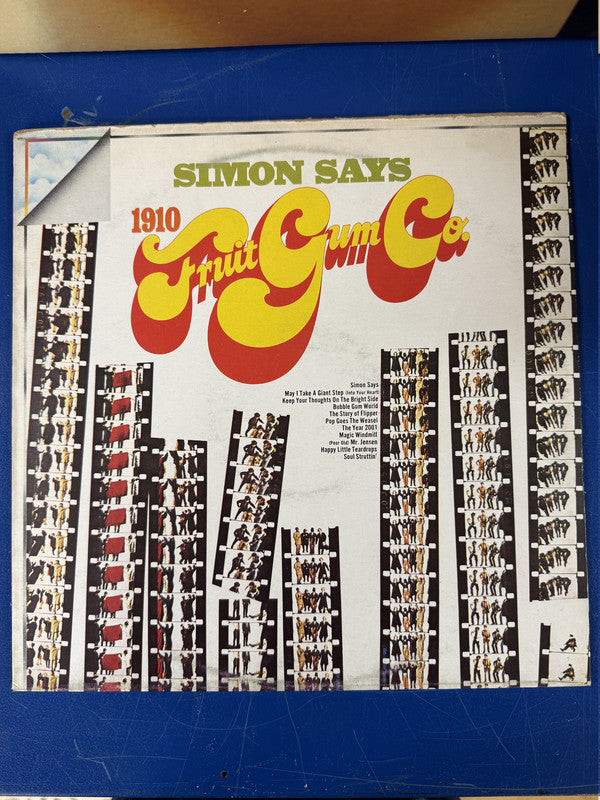 SIMON SAYS
1910
Fruit Gum Co.
Simon Says
May I Take A Giant Step (Into Your Heart)
Keep Your Thoughts On The Bright Side
Bubble Gum World
The Story of Flipper
Pop Goes The Weasel
The Year 2001
Magic Windmill
(Poor Old) Mr. Jensen
Happy Little Teardrops
Soul Struttin'